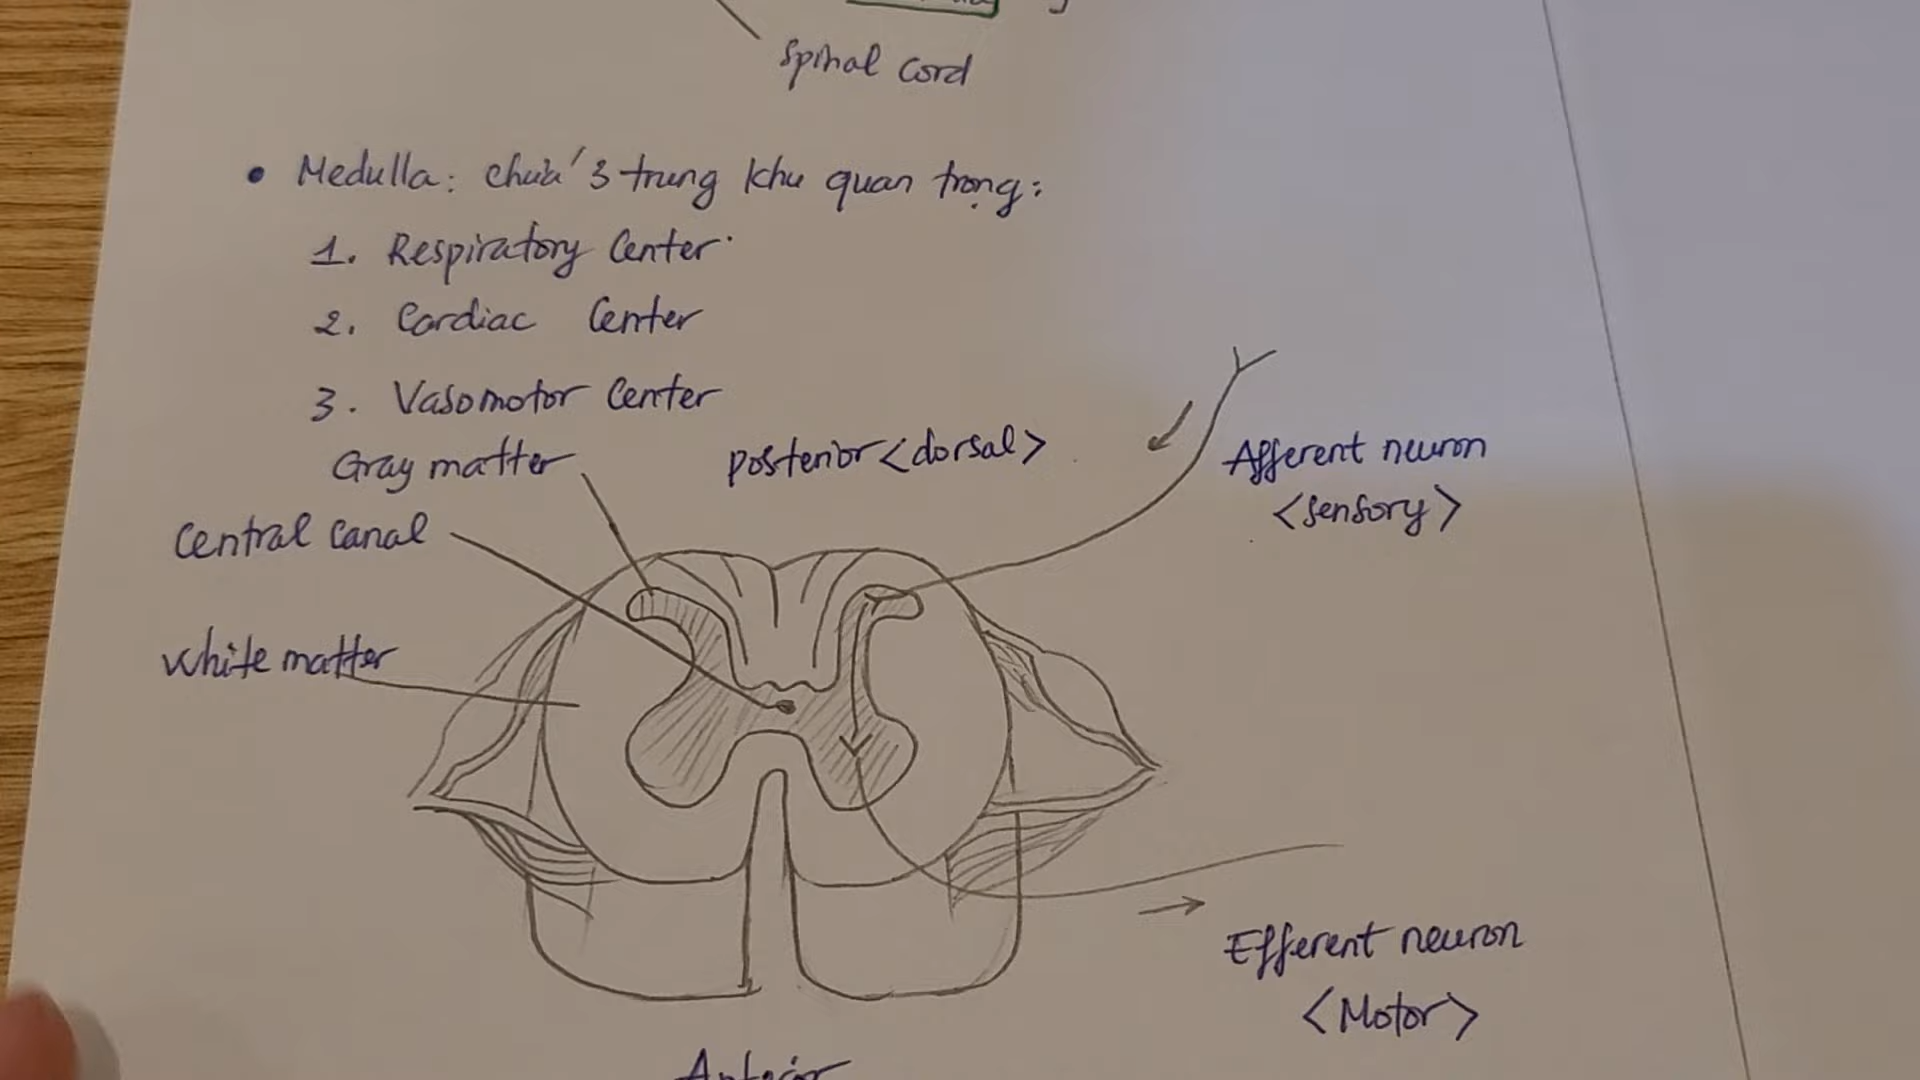 Spinal cord
• Medulla: chứa 3 trung khu quan trọng:
1. Respiratory Center
2. Cardiac Center
3. Vasomotor Center
Gray matter
posterior <dorsal>
Afferent neuron
<sensory>
Central Canal
White matter
Efferent neuron
<Motor>
Anterior